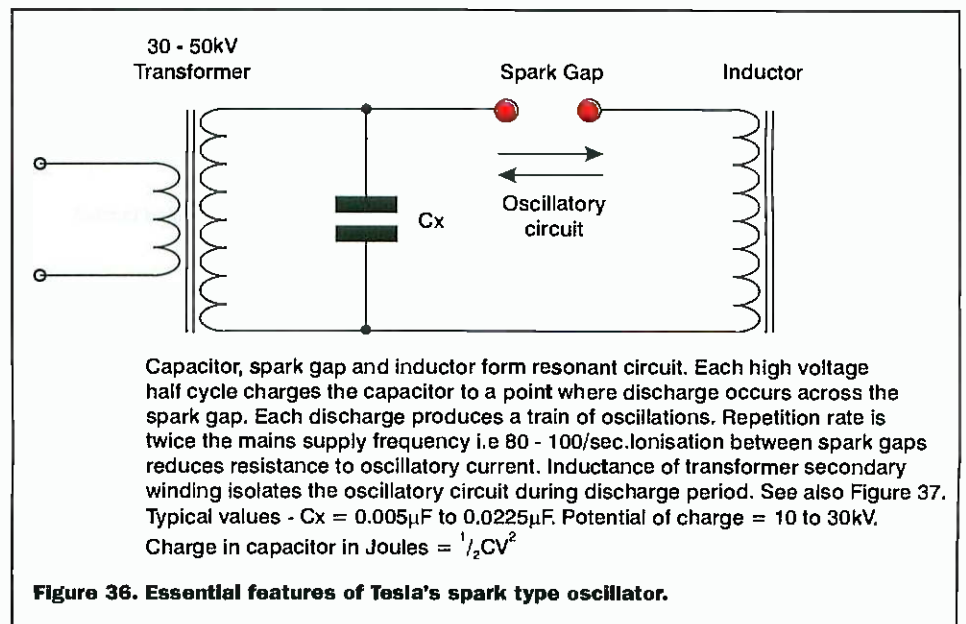 30 - 50kV
Transformer
Spark Gap
Inductor
Oscillatory
circuit
Cx
Capacitor, spark gap and inductor form resonant circuit. Each high voltage
half cycle charges the capacitor to a point where discharge occurs across the
spark gap. Each discharge produces a train of oscillations. Repetition rate is
twice the mains supply frequency i.e 80 - 100/sec.Ionisation between spark gaps
reduces resistance to oscillatory current. Inductance of transformer secondary
winding isolates the oscillatory circuit during discharge period. See also Figure 37.
Typical values - Cx = 0.005µF to 0.0225µF. Potential of charge = 10 to 30kV.
Charge in capacitor in Joules = ¹/₂CV²
Figure 36. Essential features of Tesla's spark type oscillator.